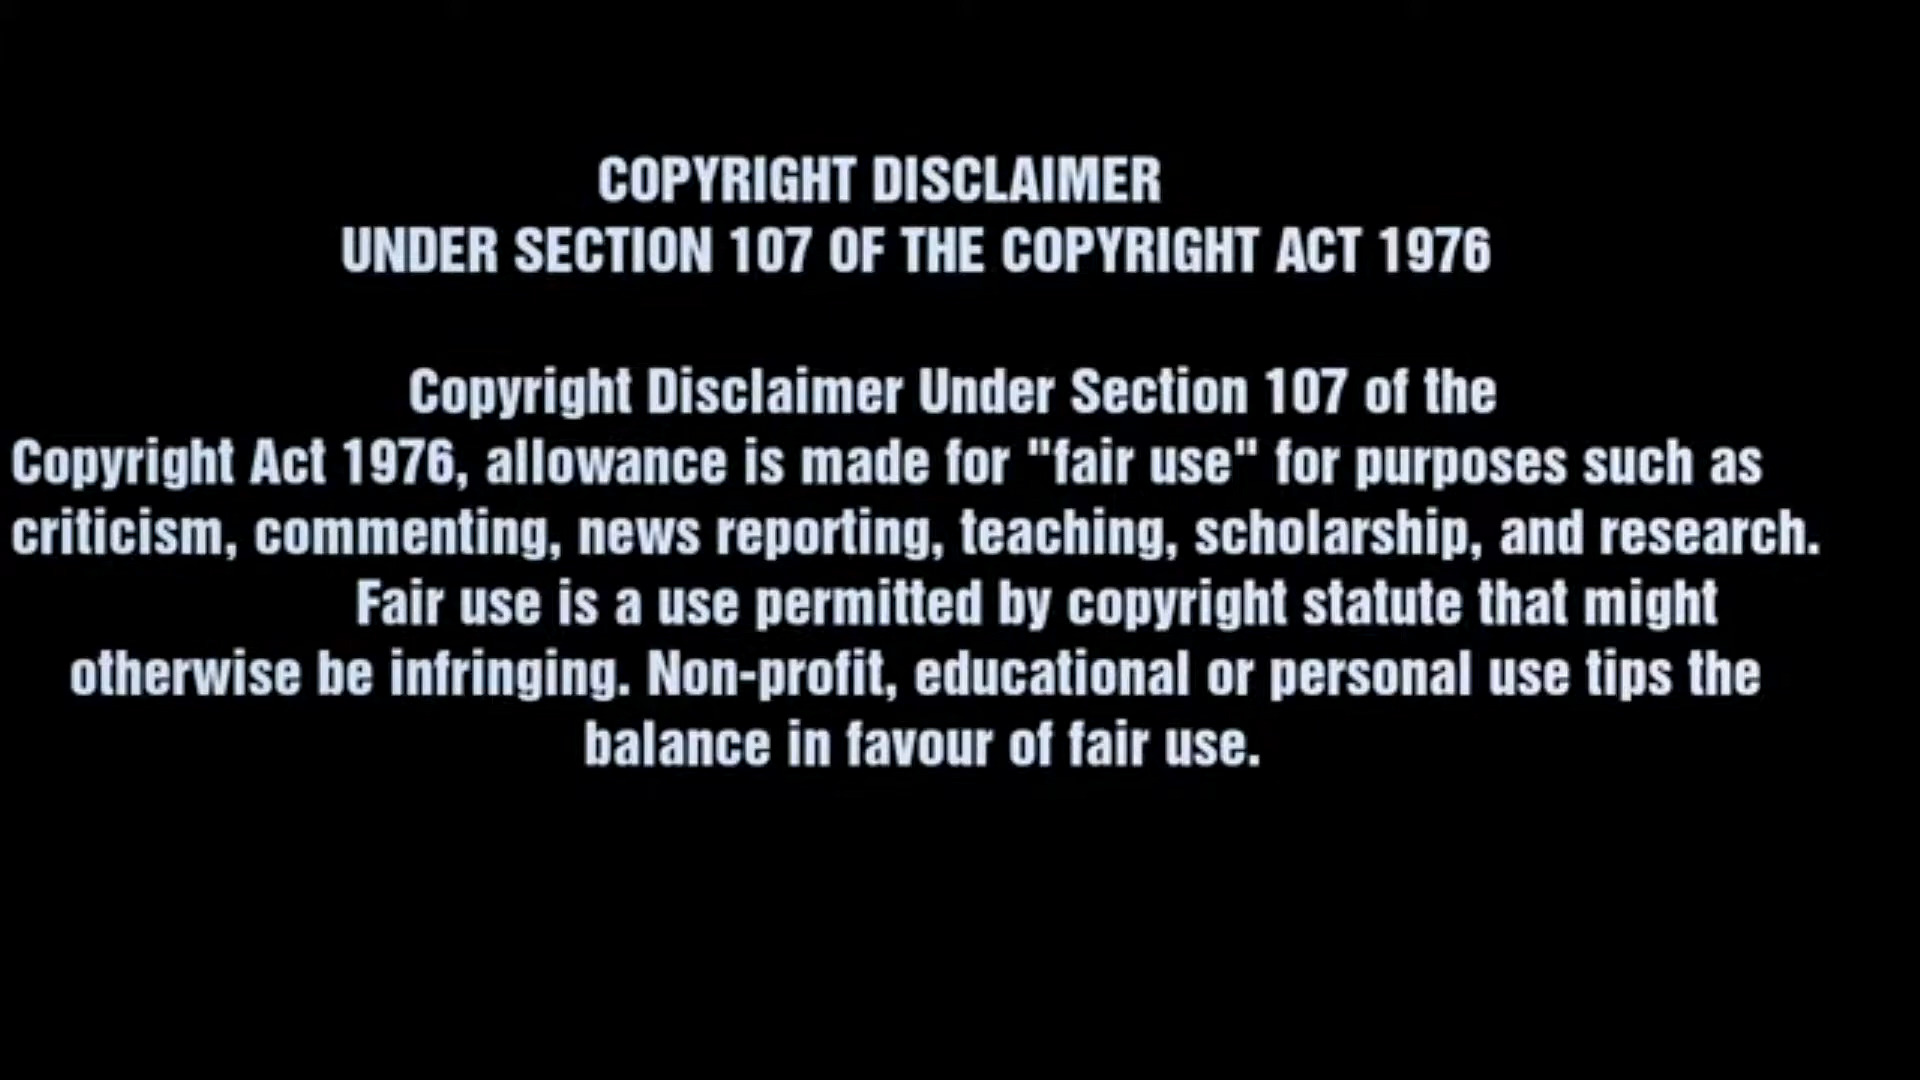 COPYRIGHT DISCLAIMER
UNDER SECTION 107 OF THE COPYRIGHT ACT 1976
Copyright Disclaimer Under Section 107 of the
Copyright Act 1976, allowance is made for "fair use" for purposes such as
criticism, commenting, news reporting, teaching, scholarship, and research.
Fair use is a use permitted by copyright statute that might
otherwise be infringing. Non-profit, educational or personal use tips the
balance in favour of fair use.